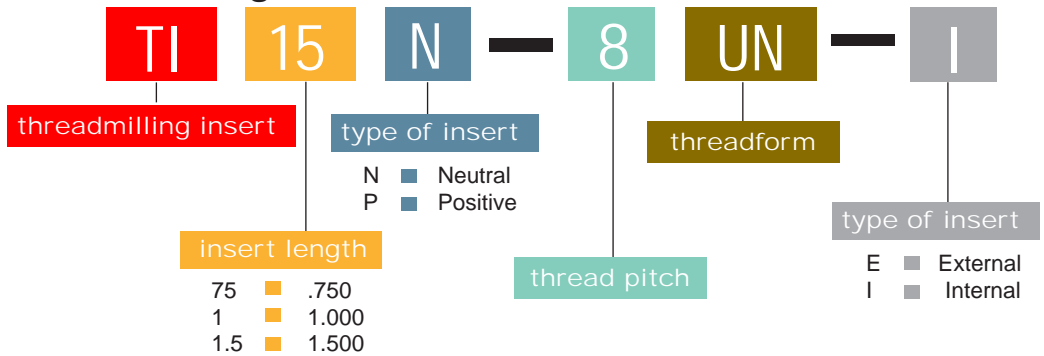 TI 15 N - 8 UN - I
threadmilling insert
type of insert
N ■ Neutral
P ■ Positive
threadform
insert length
75 ■ .750
1 ■ 1.000
1.5 ■ 1.500
thread pitch
type of insert
E ■ External
I ■ Internal